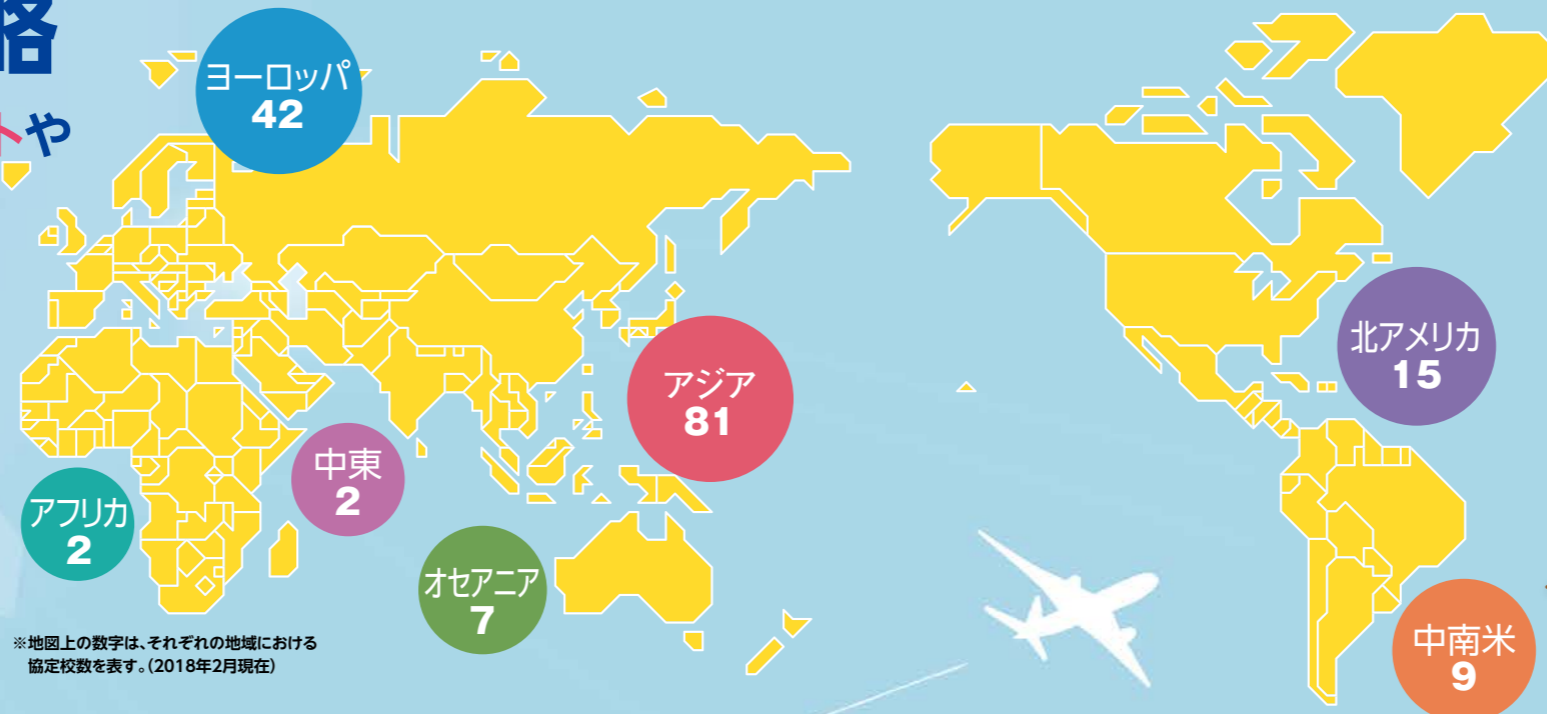 格
トや
ヨーロッパ
42
アジア
81
北アメリカ
15
中東
2
アフリカ
2
オセアニア
7
中南米
9
※地図上の数字は、それぞれの地域における
協定校数を表す。(2018年2月現在)